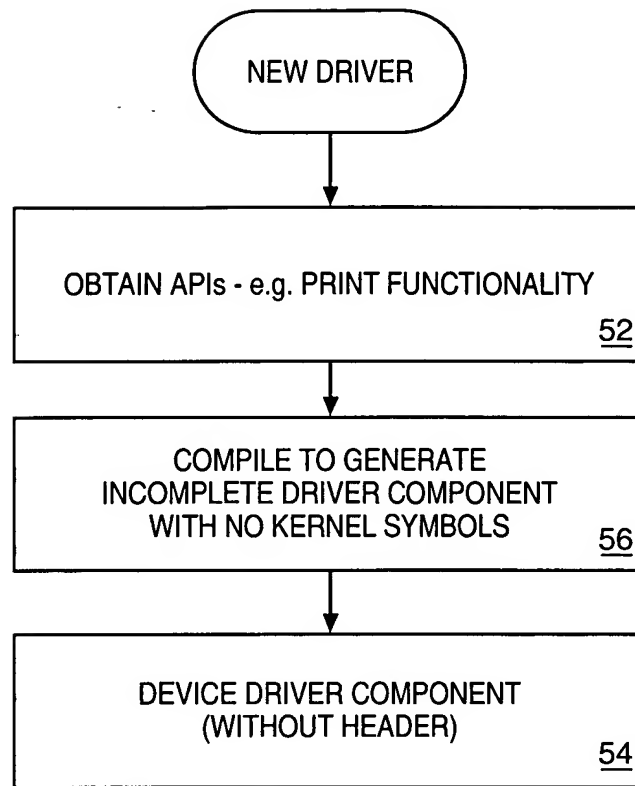 NEW DRIVER
OBTAIN APIs - e.g. PRINT FUNCTIONALITY
52
COMPILE TO GENERATE
INCOMPLETE DRIVER COMPONENT
WITH NO KERNEL SYMBOLS
56
DEVICE DRIVER COMPONENT
(WITHOUT HEADER)
54